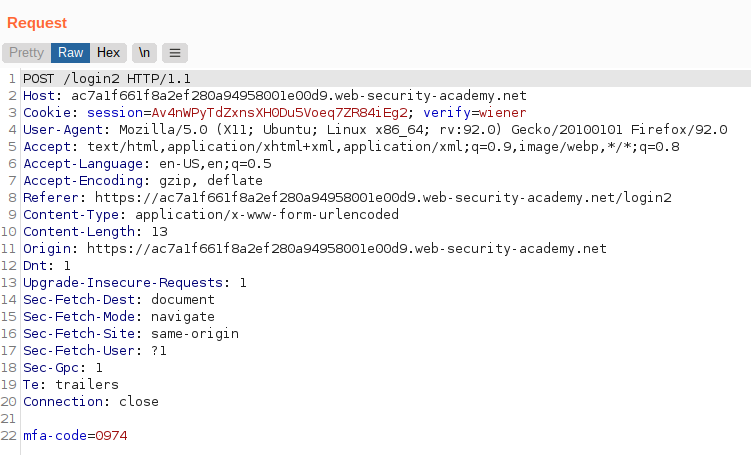 Request
Pretty Raw Hex \n ≡
1 POST /login2 HTTP/1.1
2 Host: ac7a1f661f8a2ef280a94958001e00d9.web-security-academy.net
3 Cookie: session=Av4nWPyTdZxnsXH0Du5Voeq7ZR84iEg2; verify=wiener
4 User-Agent: Mozilla/5.0 (X11; Ubuntu; Linux x86_64; rv:92.0) Gecko/20100101 Firefox/92.0
5 Accept: text/html,application/xhtml+xml,application/xml;q=0.9,image/webp,*/*;q=0.8
6 Accept-Language: en-US,en;q=0.5
7 Accept-Encoding: gzip, deflate
8 Referer: https://ac7a1f661f8a2ef280a94958001e00d9.web-security-academy.net/login2
9 Content-Type: application/x-www-form-urlencoded
10 Content-Length: 13
11 Origin: https://ac7a1f661f8a2ef280a94958001e00d9.web-security-academy.net
12 Dnt: 1
13 Upgrade-Insecure-Requests: 1
14 Sec-Fetch-Dest: document
15 Sec-Fetch-Mode: navigate
16 Sec-Fetch-Site: same-origin
17 Sec-Fetch-User: ?1
18 Sec-Gpc: 1
19 Te: trailers
20 Connection: close
21
22 mfa-code=0974